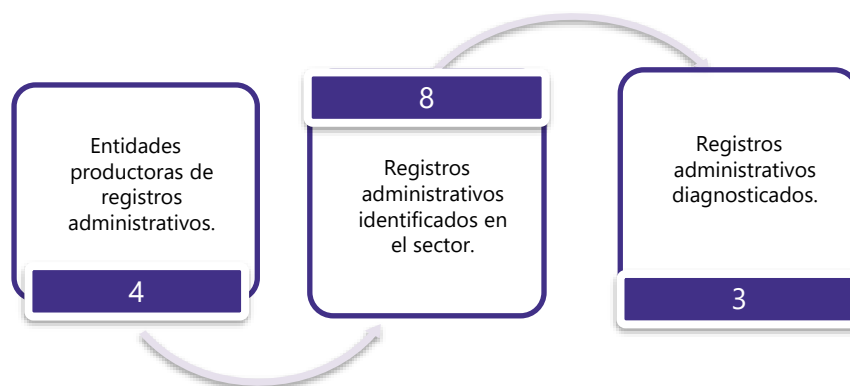 Entidades
productoras de
registros
administrativos.
4
8
Registros
administrativos
identificados en
el sector.
Registros
administrativos
diagnosticados.
3